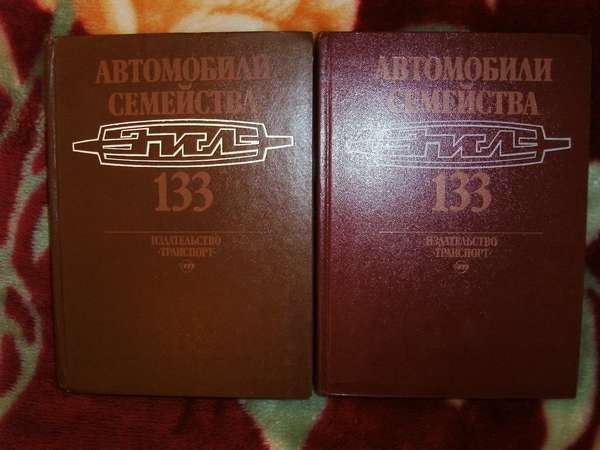 АВТОМОБИЛИ
СЕМЕЙСТВА
ЗИЛ
133
ИЗДАТЕЛЬСТВО
·ТРАНСПОРТ·
АВТОМОБИЛИ
СЕМЕЙСТВА
ЗИЛ
133
ИЗДАТЕЛЬСТВО
·ТРАНСПОРТ·